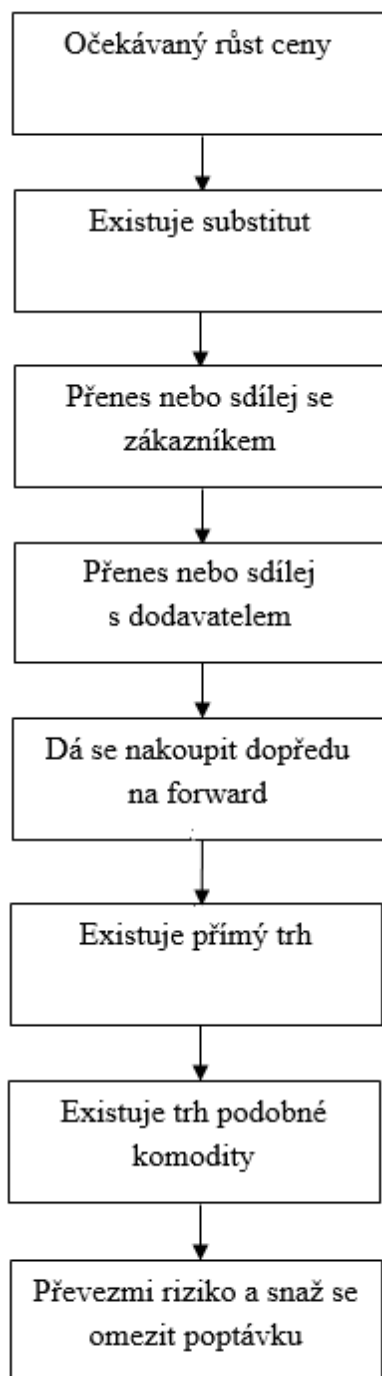 Očekávaný růst ceny
Existuje substitut
Přenes nebo sdílej se
zákazníkem
Přenes nebo sdílej
s dodavatelem
Dá se nakoupit dopředu
na forward
Existuje přímý trh
Existuje trh podobné
komodity
Převezmi riziko a snaž se
omezit poptávku